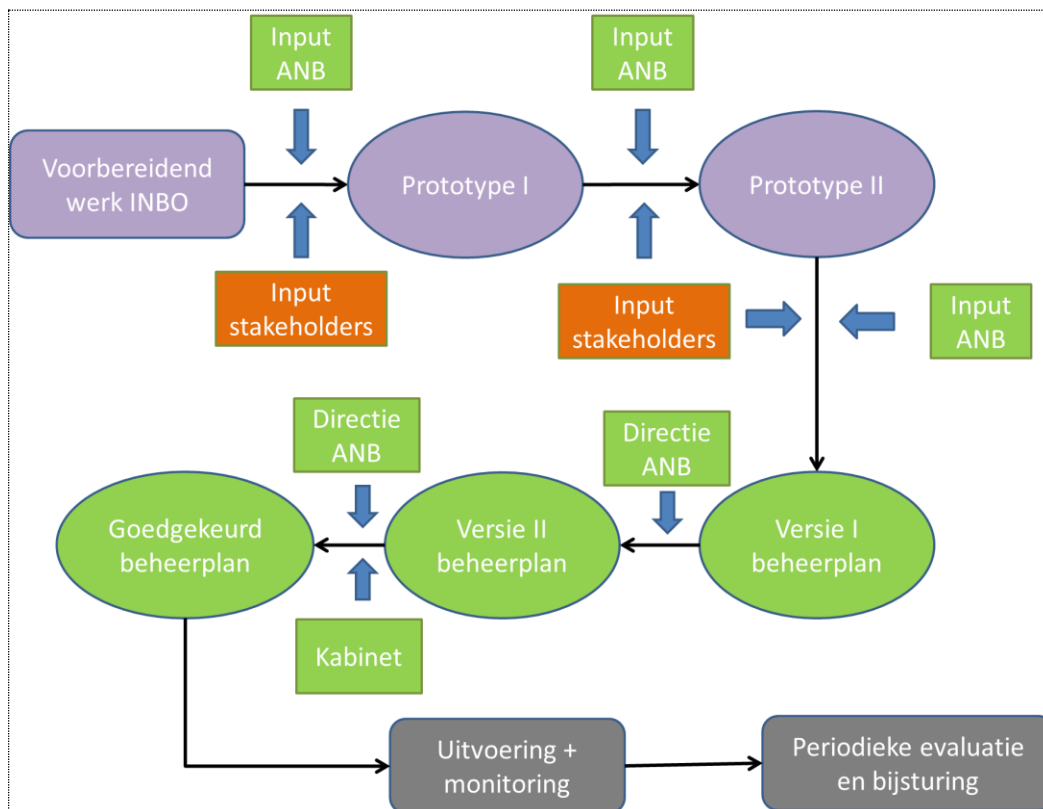 Input
ANB
Input
ANB
Voorbereidend
werk INBO
Prototype I
Prototype II
Input
stakeholders
Input
stakeholders
Input
ANB
Directie
ANB
Directie
ANB
Goedgekeurd
beheerplan
Versie II
beheerplan
Versie I
beheerplan
Kabinet
Uitvoering +
monitoring
Periodieke evaluatie
en bijsturing